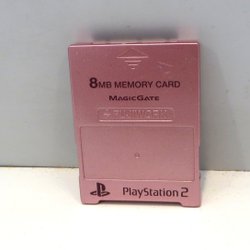 8MB MEMORY CARD
MAGICGATE
PlayStation 2